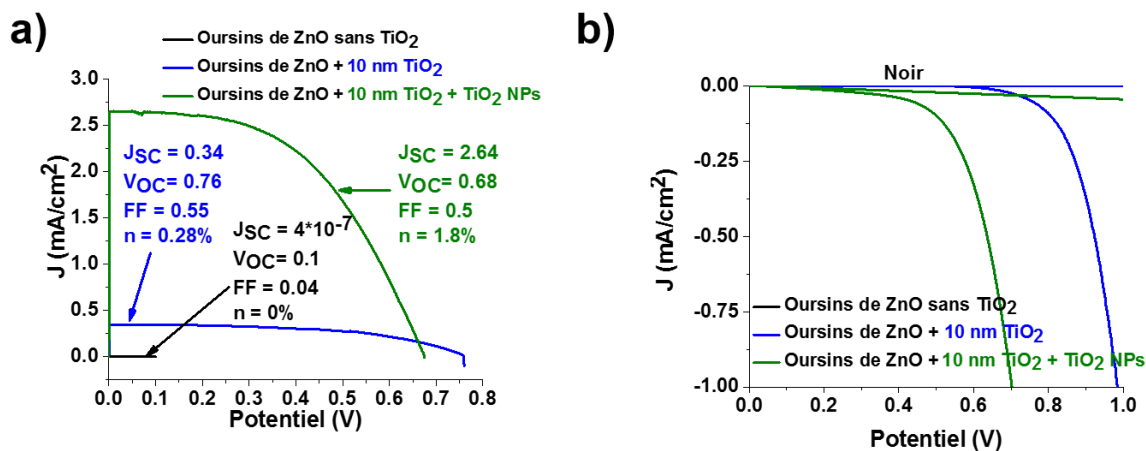 a)
Oursins de ZnO sans TiO2
Oursins de ZnO + 10 nm TiO2
Oursins de ZnO + 10 nm TiO2 + TiO2 NPs
3.0
2.5
2.0
1.5
1.0
0.5
0.0
J (mA/cm2)
JSC = 0.34
VOC= 0.76
FF = 0.55
n = 0.28%
JSC = 4*10-7
VOC= 0.1
FF = 0.04
n = 0%
JSC = 2.64
VOC= 0.68
FF = 0.5
n = 1.8%
0.0 0.1 0.2 0.3 0.4 0.5 0.6 0.7 0.8
Potentiel (V)
b)
Noir
0.00
-0.25
-0.50
-0.75
-1.00
J (mA/cm2)
Oursins de ZnO sans TiO2
Oursins de ZnO + 10 nm TiO2
Oursins de ZnO + 10 nm TiO2 + TiO2 NPs
0.0 0.2 0.4 0.6 0.8 1.0
Potentiel (V)